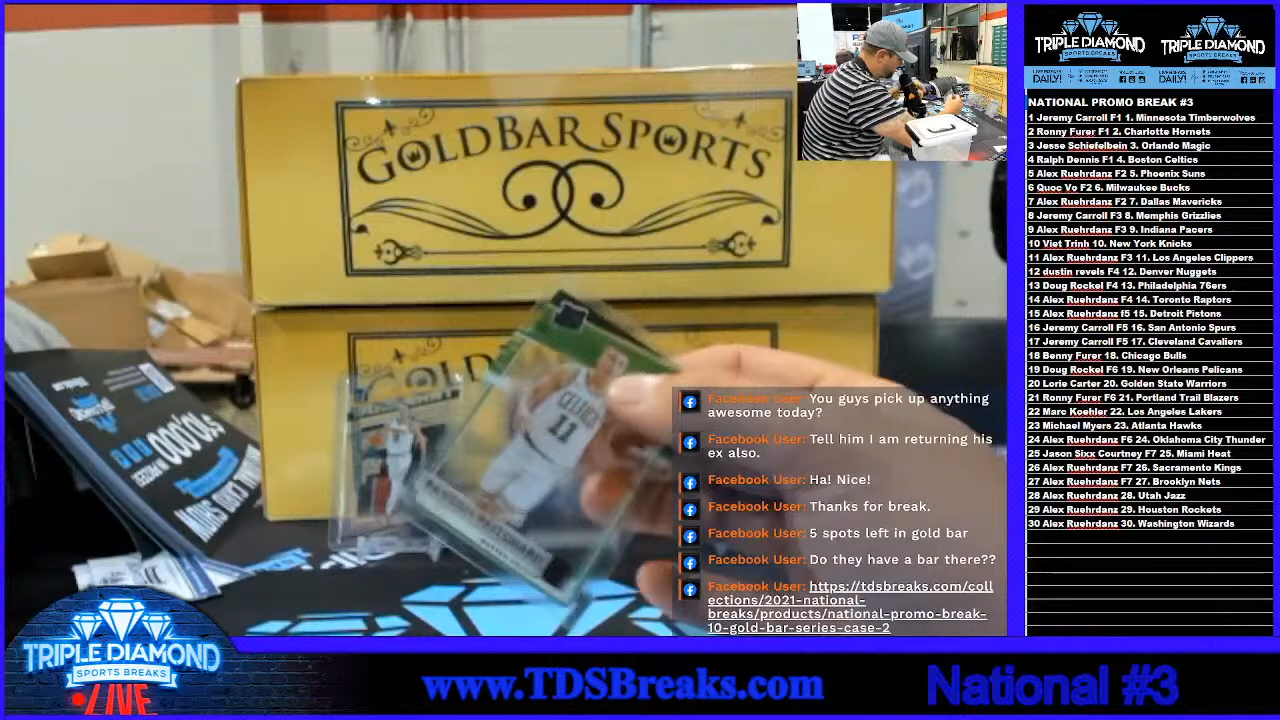 GOLDBAR SPORTS
GOLD
CELTICS
11
$10,000
TRIPLE DIAMOND
SPORTS BREAKS
TRIPLE DIAMOND
SPORTS BREAKS
LIVE BREAKS
DAILY!
LIVE BREAKS
DAILY!
NATIONAL PROMO BREAK #3
1 Jeremy Carroll F1 1. Minnesota Timberwolves
2 Ronny Furer F1 2. Charlotte Hornets
3 Jesse Schiefelbein 3. Orlando Magic
4 Ralph Dennis F1 4. Boston Celtics
5 Alex Ruehrdanz F2 5. Phoenix Suns
6 Quoc Vo F2 6. Milwaukee Bucks
7 Alex Ruehrdanz F2 7. Dallas Mavericks
8 Jeremy Carroll F3 8. Memphis Grizzlies
9 Alex Ruehrdanz F3 9. Indiana Pacers
10 Viet Trinh 10. New York Knicks
11 Alex Ruehrdanz F3 11. Los Angeles Clippers
12 dustin revels F4 12. Denver Nuggets
13 Doug Rockel F4 13. Philadelphia 76ers
14 Alex Ruehrdanz F4 14. Toronto Raptors
15 Alex Ruehrdanz f5 15. Detroit Pistons
16 Jeremy Carroll F5 16. San Antonio Spurs
17 Jeremy Carroll F5 17. Cleveland Cavaliers
18 Benny Furer 18. Chicago Bulls
19 Doug Rockel F6 19. New Orleans Pelicans
20 Lorie Carter 20. Golden State Warriors
21 Ronny Furer F6 21. Portland Trail Blazers
22 Marc Koehler 22. Los Angeles Lakers
23 Michael Myers 23. Atlanta Hawks
24 Alex Ruehrdanz F6 24. Oklahoma City Thunder
25 Jason Sixx Courtney F7 25. Miami Heat
26 Alex Ruehrdanz F7 26. Sacramento Kings
27 Alex Ruehrdanz F7 27. Brooklyn Nets
28 Alex Ruehrdanz 28. Utah Jazz
29 Alex Ruehrdanz 29. Houston Rockets
30 Alex Ruehrdanz 30. Washington Wizards
Facebook User: You guys pick up anything
awesome today?
Facebook User: Tell him I am returning his
ex also.
Facebook User: Ha! Nice!
Facebook User: Thanks for break.
Facebook User: 5 spots left in gold bar
Facebook User: Do they have a bar there??
Facebook User: https://tdsbreaks.com/coll
ections/2021-national-
breaks/products/national-promo-break-
10-gold-bar-series-case-2
TRIPLE DIAMOND
SPORTS BREAKS
LIVE
www.TDSBreaks.com
National #3